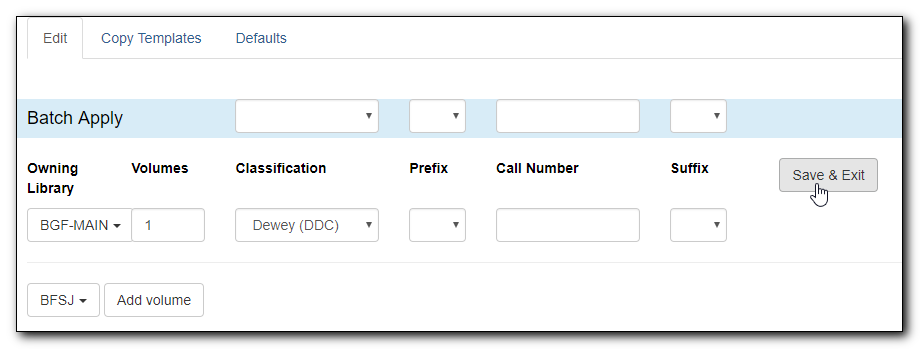 Edit Copy Templates Defaults
Batch Apply
Owning Library Volumes Classification Prefix Call Number Suffix Save & Exit
BGF-MAIN 1 Dewey (DDC)
BFSJ Add volume